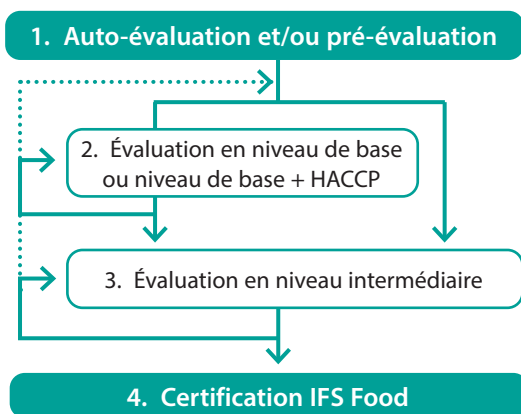 1. Auto-évaluation et/ou pré-évaluation
2. Évaluation en niveau de base
ou niveau de base + HACCP
3. Évaluation en niveau intermédiaire
4. Certification IFS Food